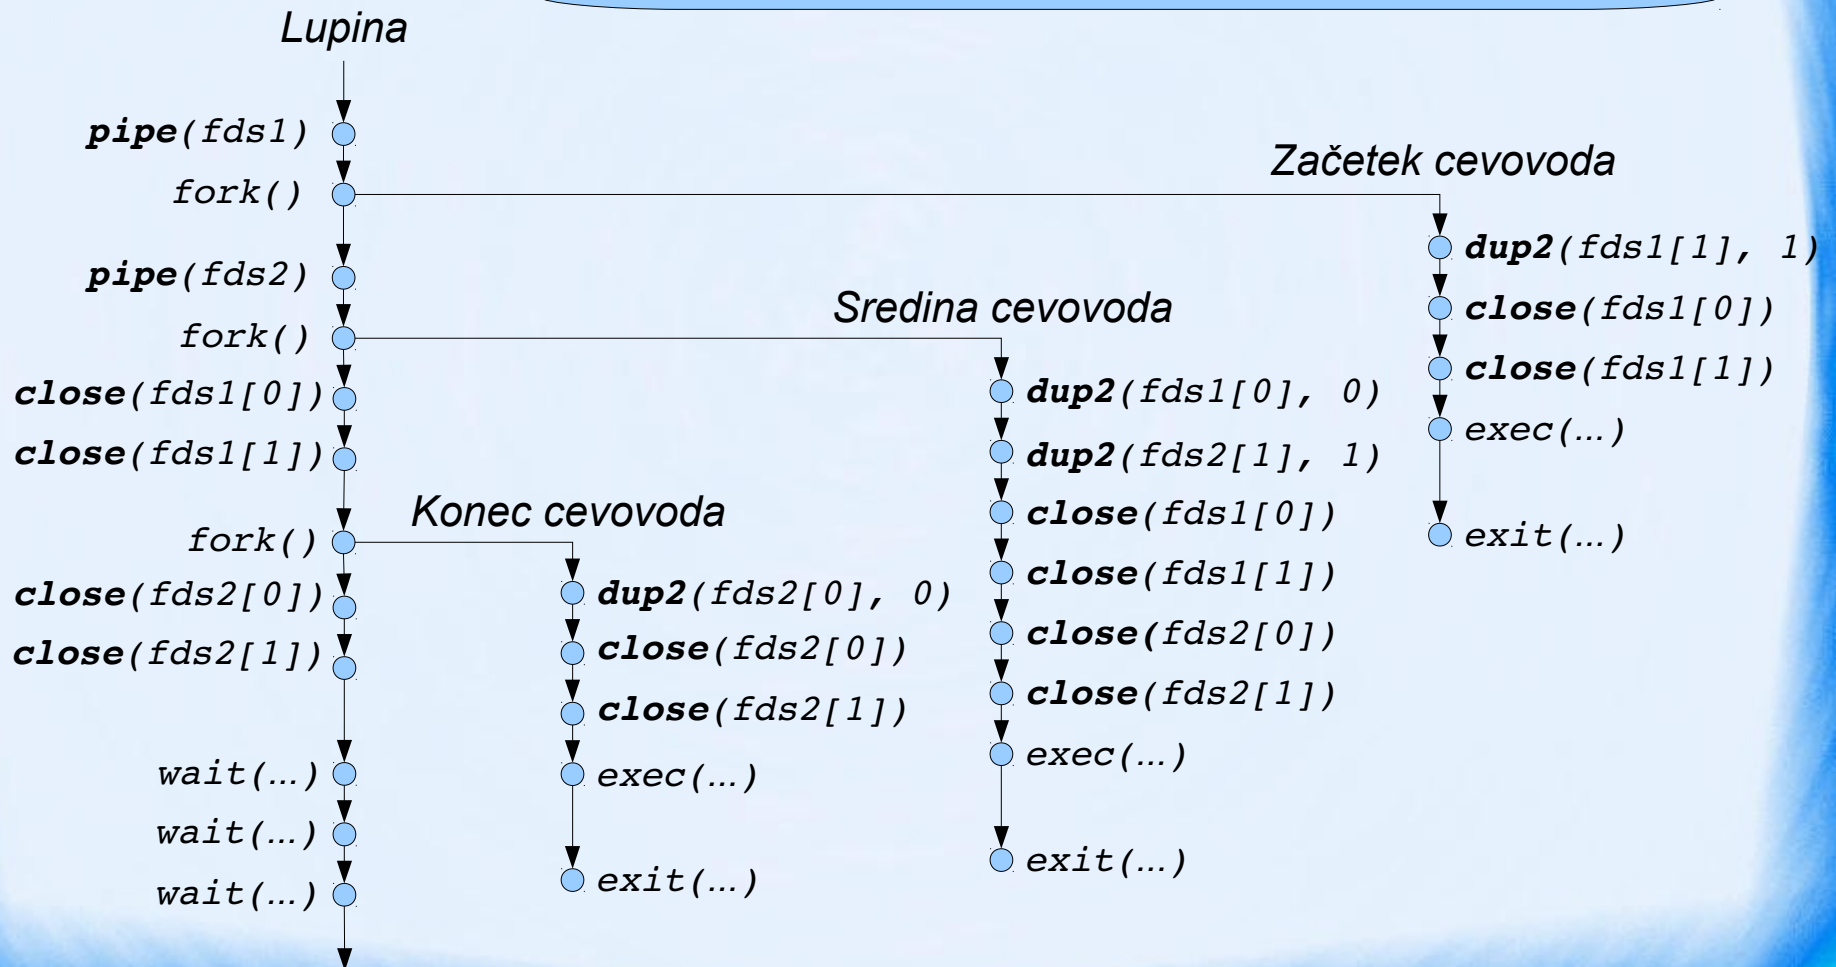 Lupina
pipe(fds1)
fork()
pipe(fds2)
fork()
close(fds1[0])
close(fds1[1])
fork()
close(fds2[0])
close(fds2[1])
wait(…)
wait(…)
wait(…)
Konec cevovoda
dup2(fds2[0], 0)
close(fds2[0])
close(fds2[1])
exec(…)
exit(…)
Sredina cevovoda
dup2(fds1[0], 0)
dup2(fds2[1], 1)
close(fds1[0])
close(fds1[1])
close(fds2[0])
close(fds2[1])
exec(…)
exit(…)
Začetek cevovoda
dup2(fds1[1], 1)
close(fds1[0])
close(fds1[1])
exec(…)
exit(…)